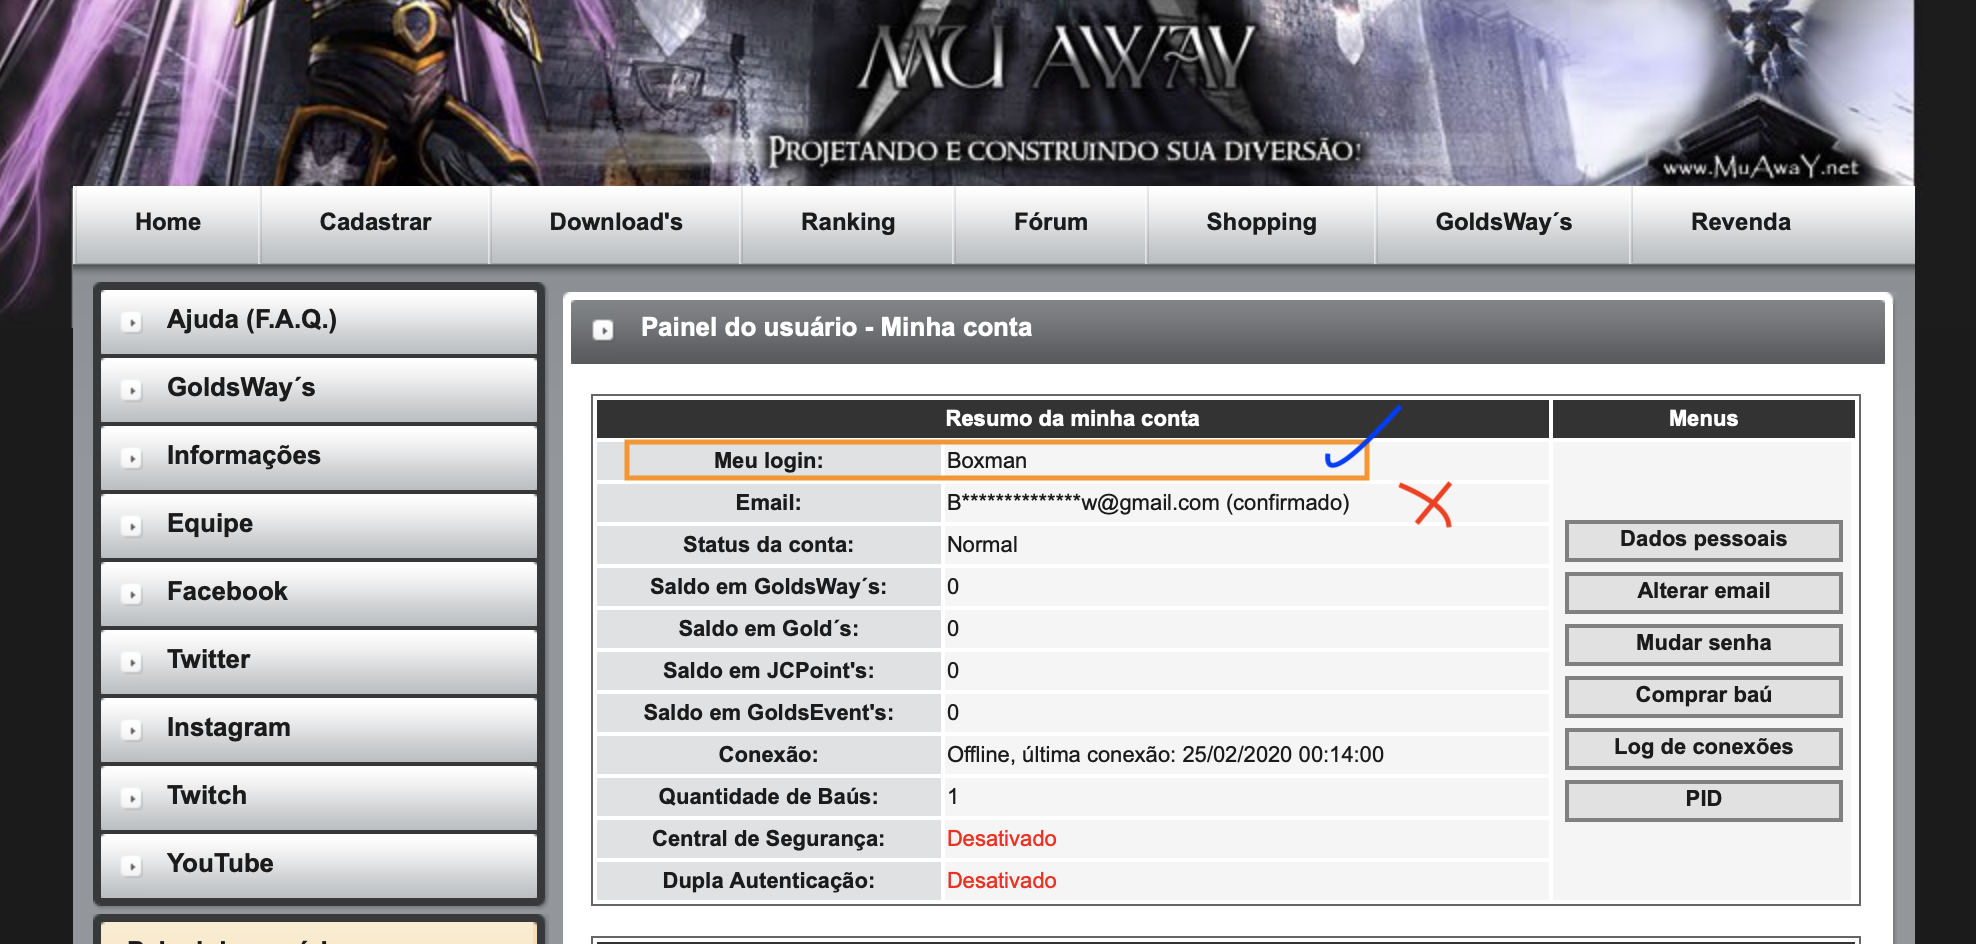 MU AWAY
PROJETANDO E CONSTRUINDO SUA DIVERSÃO!
www.MuAwaY.net
Home
Cadastrar
Download's
Ranking
Fórum
Shopping
GoldsWay´s
Revenda
Ajuda (F.A.Q.)
GoldsWay´s
Informações
Equipe
Facebook
Twitter
Instagram
Twitch
YouTube
Painel do usuário - Minha conta
Resumo da minha conta
Meu login: Boxman
Email: B**************w@gmail.com (confirmado)
Status da conta: Normal
Saldo em GoldsWay´s: 0
Saldo em Gold´s: 0
Saldo em JCPoint's: 0
Saldo em GoldsEvent's: 0
Conexão: Offline, última conexão: 25/02/2020 00:14:00
Quantidade de Baús: 1
Central de Segurança: Desativado
Dupla Autenticação: Desativado
Menus
Dados pessoais
Alterar email
Mudar senha
Comprar baú
Log de conexões
PID